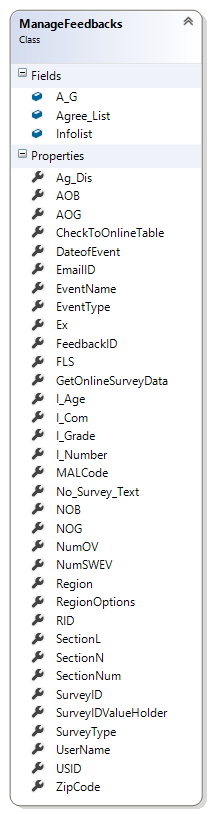 ManageFeedbacks
Class
Fields
A_G
Agree_List
Infolist
Properties
Ag_Dis
AOB
AOG
CheckToOnlineTable
DateofEvent
EmailID
EventName
EventType
Ex
FeedbackID
FLS
GetOnlineSurveyData
I_Age
I_Com
I_Grade
I_Number
MALCode
No_Survey_Text
NOB
NOG
NumOV
NumSWEV
Region
RegionOptions
RID
SectionL
SectionN
SectionNum
SurveyID
SurveyIDValueHolder
SurveyType
UserName
USID
ZipCode